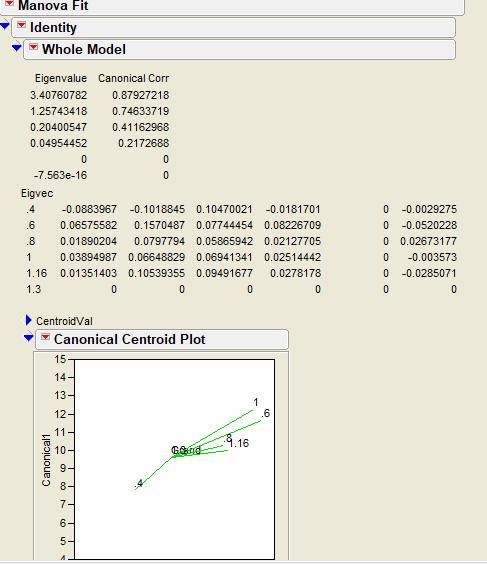 Manova Fit
Identity
Whole Model
Eigenvalue Canonical Corr
3.40760782 0.87927218
1.25743418 0.74633719
0.20400547 0.41162968
0.04954452 0.2172688
0 0
-7.563e-16 0
Eigvec
.4 -0.0883967 -0.1018845 0.10470021 -0.0181701 0 -0.0029275
.6 0.06575582 0.1570487 0.07744454 0.08226709 0 -0.0520228
.8 0.01890204 0.0797794 0.05865942 0.02127705 0 0.02673177
1 0.03894987 0.06648829 0.06941341 0.02514442 0 -0.003573
1.16 0.01351403 0.10539355 0.09491677 0.0278178 0 -0.0285071
1.3 0 0 0 0 0 0
CentroidVal
Canonical Centroid Plot
15
14
13
12
11
10
9
8
7
6
5
4
Canonical1
1
.6
.8
1.16
.4